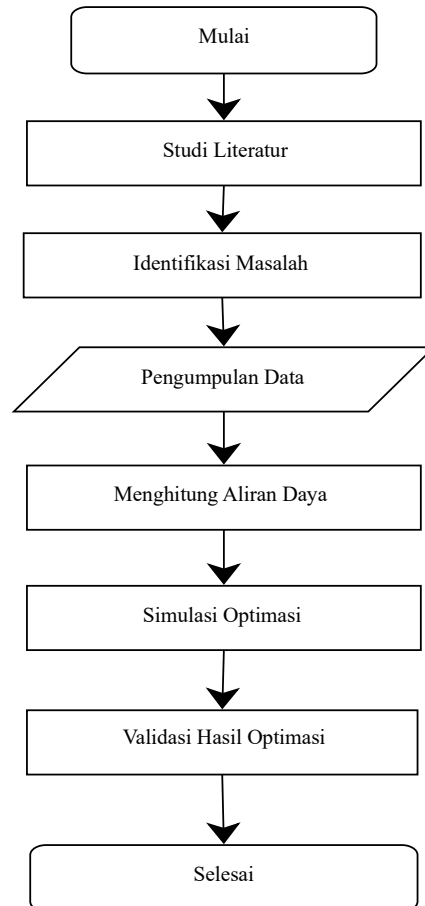 Mulai
Studi Literatur
Identifikasi Masalah
Pengumpulan Data
Menghitung Aliran Daya
Simulasi Optimasi
Validasi Hasil Optimasi
Selesai